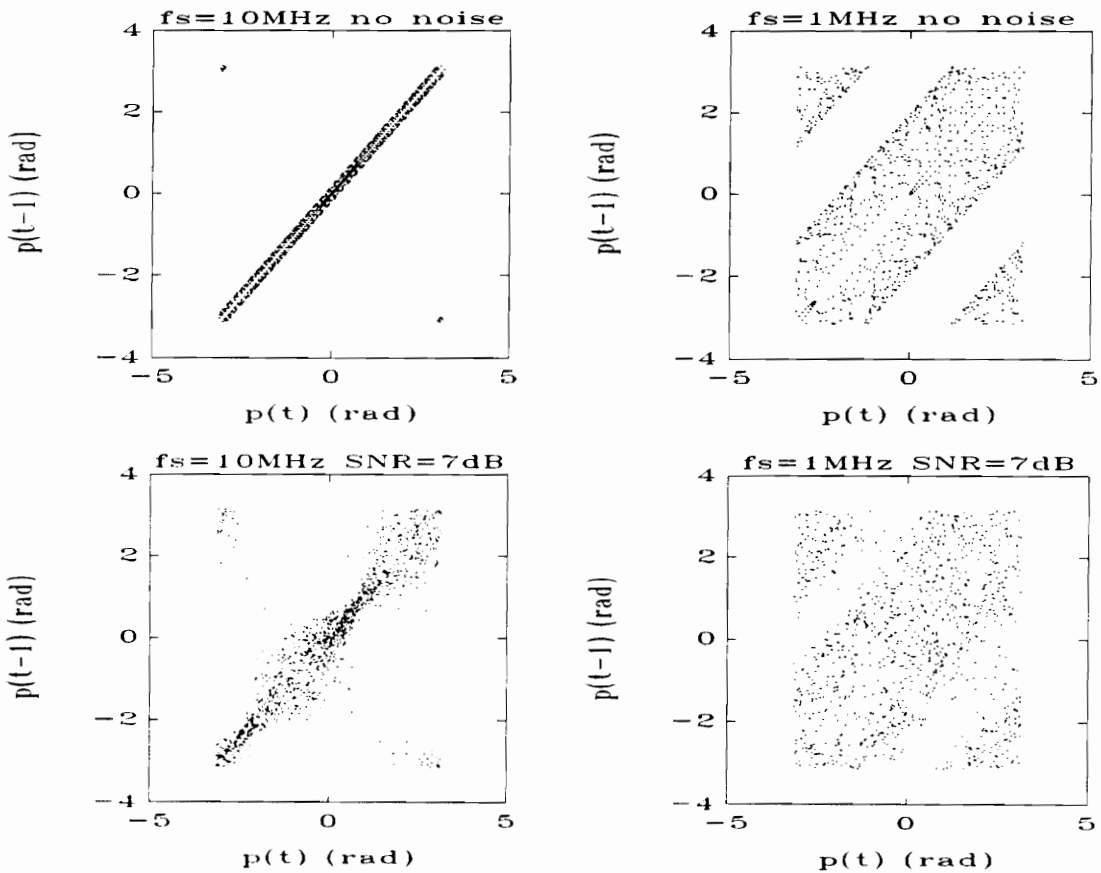 fs=10MHz no noise
4
2
0
−2
−4
−5
0
5
p(t−1) (rad)
p(t) (rad)
fs=1MHz no noise
4
2
0
−2
−4
−5
0
5
p(t−1) (rad)
p(t) (rad)
fs=10MHz SNR=7dB
4
2
0
−2
−4
−5
0
5
p(t−1) (rad)
p(t) (rad)
fs=1MHz SNR=7dB
4
2
0
−2
−4
−5
0
5
p(t−1) (rad)
p(t) (rad)